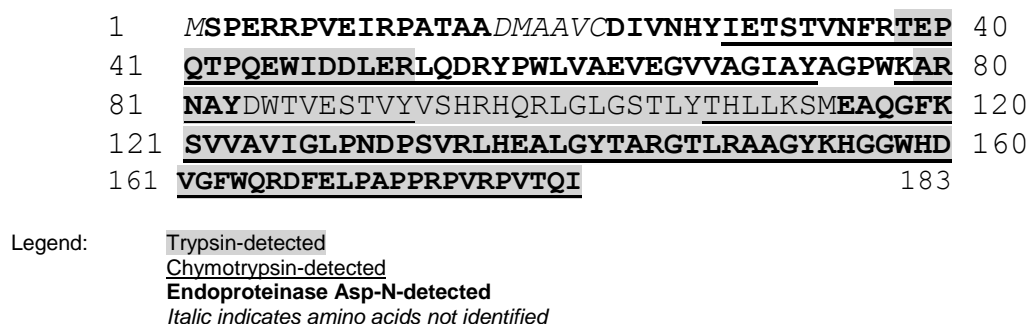 1 MSPERRPVEIRPATAADMAAVCDIVNHYIETSTVNFRTEP 40
41 QTPQEWIDDLERLQDRYPWLVAEVEGVVAGIAYAGPWKAR 80
81 NAYDWTVESTVYVSHRHQRLGLGSTLYTHLLKSMEAQGFK 120
121 SVVAVIGLPNDPSVRLHEALGYTARGTLRAAGYKHGGWHD 160
161 VGFWQRDFELPAPPRPVRPVTQI 183
Legend: Trypsin-detected
Chymotrypsin-detected
Endoproteinase Asp-N-detected
Italic indicates amino acids not identified